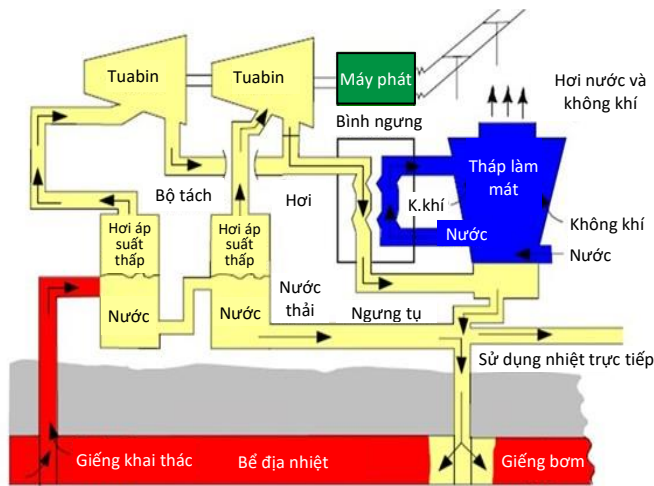 Tuabin
Tuabin
Máy phát
Hơi nước và
không khí
Bình ngưng
Tháp làm
mát
Bộ tách
Hơi
K.khí
Không khí
Nước
Nước
Hơi áp
suất
thấp
Hơi áp
suất
thấp
Nước
Nước
Nước
thải
Ngưng tụ
Sử dụng nhiệt trực tiếp
Giếng khai thác
Bể địa nhiệt
Giếng bơm